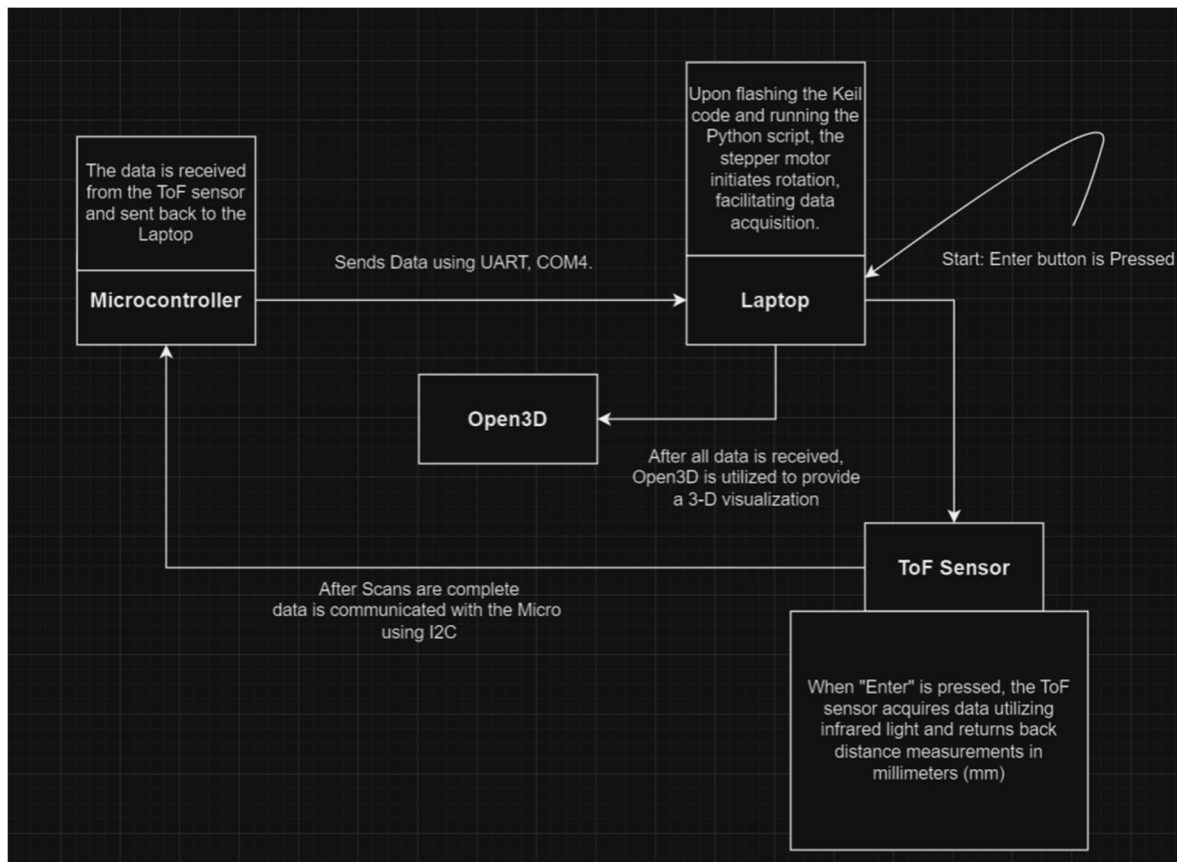 The data is received
from the ToF sensor
and sent back to the
Laptop
Microcontroller
Sends Data using UART, COM4.
Upon flashing the Keil
code and running the
Python script, the
stepper motor
initiates rotation,
facilitating data
acquisition.
Laptop
Start: Enter button is Pressed
Open3D
After all data is received,
Open3D is utilized to provide
a 3-D visualization
ToF Sensor
When "Enter" is pressed, the ToF
sensor acquires data utilizing
infrared light and returns back
distance measurements in
millimeters (mm)
After Scans are complete
data is communicated with the Micro
using I2C